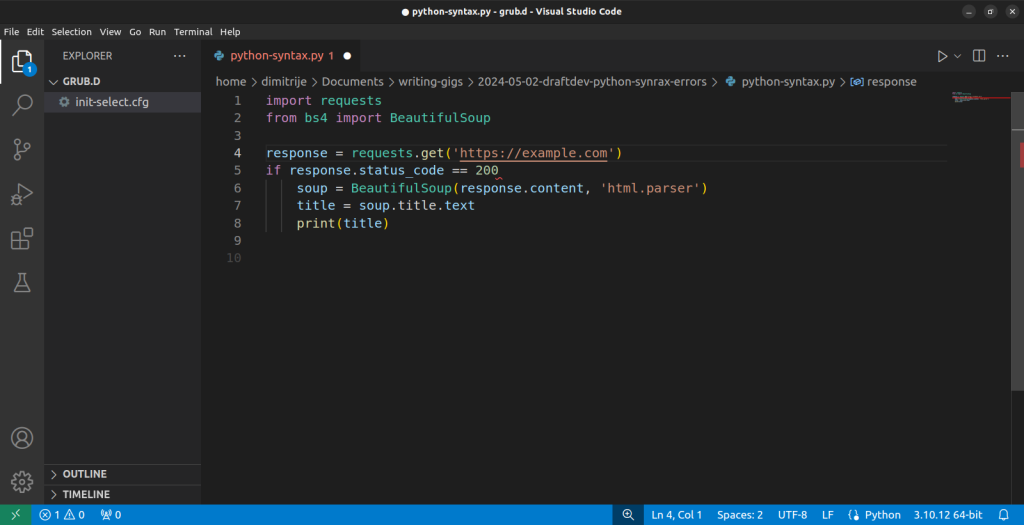 ● python-syntax.py - grub.d - Visual Studio Code
File Edit Selection View Go Run Terminal Help
1
EXPLORER ...
python-syntax.py 1 ●
GRUB.D
init-select.cfg
home > dimitrije > Documents > writing-gigs > 2024-05-02-draftdev-python-synrax-errors > python-syntax.py > response
1 import requests
2 from bs4 import BeautifulSoup
3
4 response = requests.get('https://example.com')
5 if response.status_code == 200
6     soup = BeautifulSoup(response.content, 'html.parser')
7     title = soup.title.text
8     print(title)
9
10
OUTLINE
TIMELINE
1 0 0 Ln 4, Col 1 Spaces: 2 UTF-8 LF Python 3.10.12 64-bit